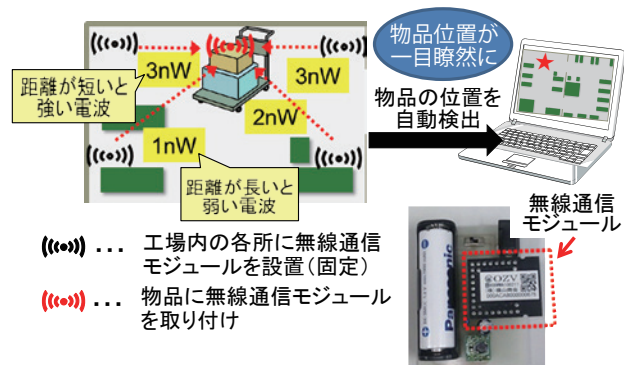 物品位置が
一目瞭然に
3nW
3nW
距離が短いと
強い電波
2nW
1nW
距離が長いと
弱い電波
物品の位置を
自動検出
無線通信
モジュール
((●)) ... 工場内の各所に無線通信
モジュールを設置(固定)
((●)) ... 物品に無線通信モジュール
を取り付け
Panasonic
OZV